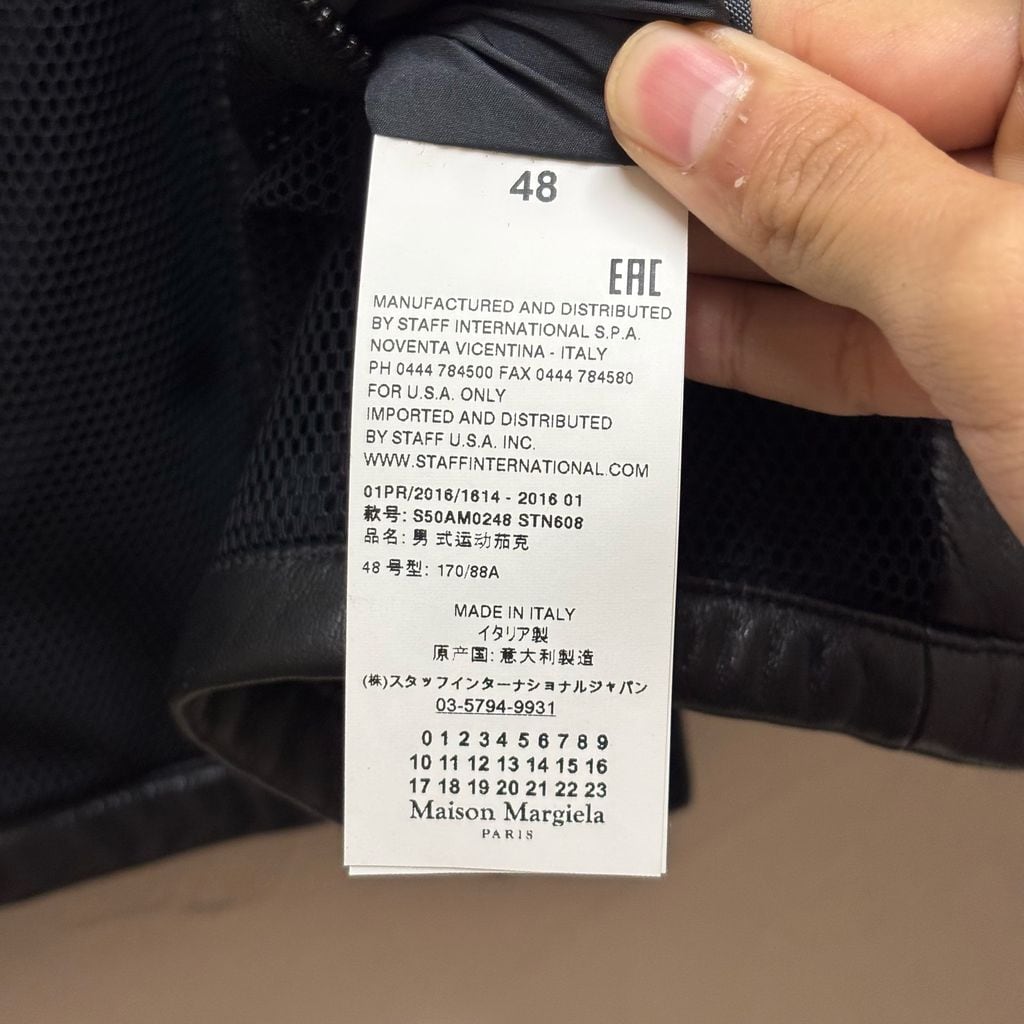 48
EAC
MANUFACTURED AND DISTRIBUTED
BY STAFF INTERNATIONAL S.P.A.
NOVENTA VICENTINA - ITALY
PH 0444 784500 FAX 0444 784580
FOR U.S.A. ONLY
IMPORTED AND DISTRIBUTED
BY STAFF U.S.A. INC.
WWW.STAFFINTERNATIONAL.COM
01PR/2016/1614 - 2016 01
款号: S50AM0248 STN608
品名: 男 式运动茄克
48 号型: 170/88A
MADE IN ITALY
イタリア製
原产国: 意大利製造
(株)スタッフインターナショナルジャパン
03-5794-9931
0 1 2 3 4 5 6 7 8 9
10 11 12 13 14 15 16
17 18 19 20 21 22 23
Maison Margiela
PARIS